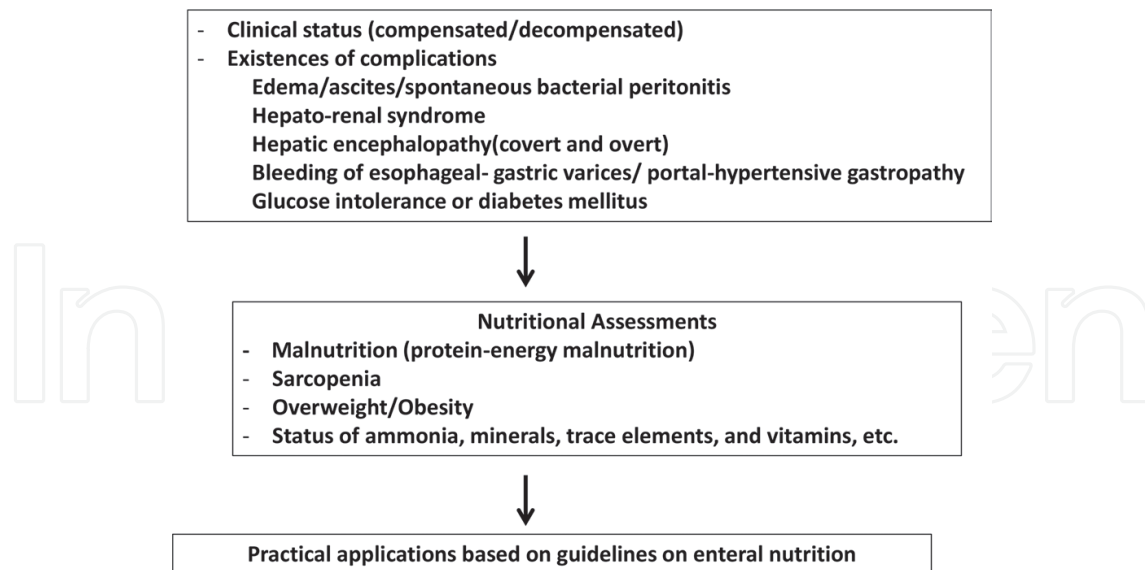 - Clinical status (compensated/decompensated)
- Existences of complications
Edema/ascites/spontaneous bacterial peritonitis
Hepato-renal syndrome
Hepatic encephalopathy(covert and overt)
Bleeding of esophageal- gastric varices/ portal-hypertensive gastropathy
Glucose intolerance or diabetes mellitus
In en
Nutritional Assessments
- Malnutrition (protein-energy malnutrition)
- Sarcopenia
- Overweight/Obesity
- Status of ammonia, minerals, trace elements, and vitamins, etc.
Practical applications based on guidelines on enteral nutrition